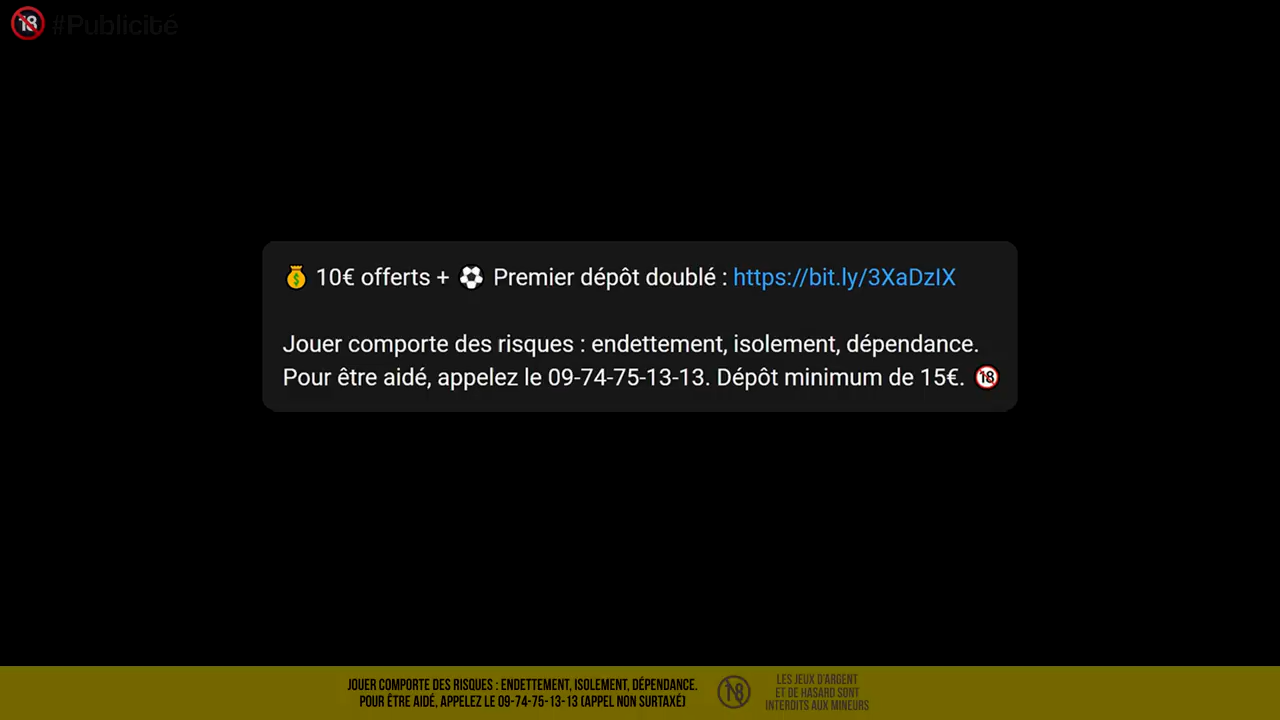 18 #Publicité
💰 10€ offerts + ⚽ Premier dépôt doublé : https://bit.ly/3XaDzIX
Jouer comporte des risques : endettement, isolement, dépendance.
Pour être aidé, appelez le 09-74-75-13-13. Dépôt minimum de 15€. 🔞
JOUER COMPORTE DES RISQUES : ENDETTEMENT, ISOLEMENT, DÉPENDANCE.
POUR ÊTRE AIDÉ, APPELEZ LE 09-74-75-13-13 (APPEL NON SURTAXÉ)
18
LES JEUX D'ARGENT
ET DE HASARD SONT
INTERDITS AUX MINEURS